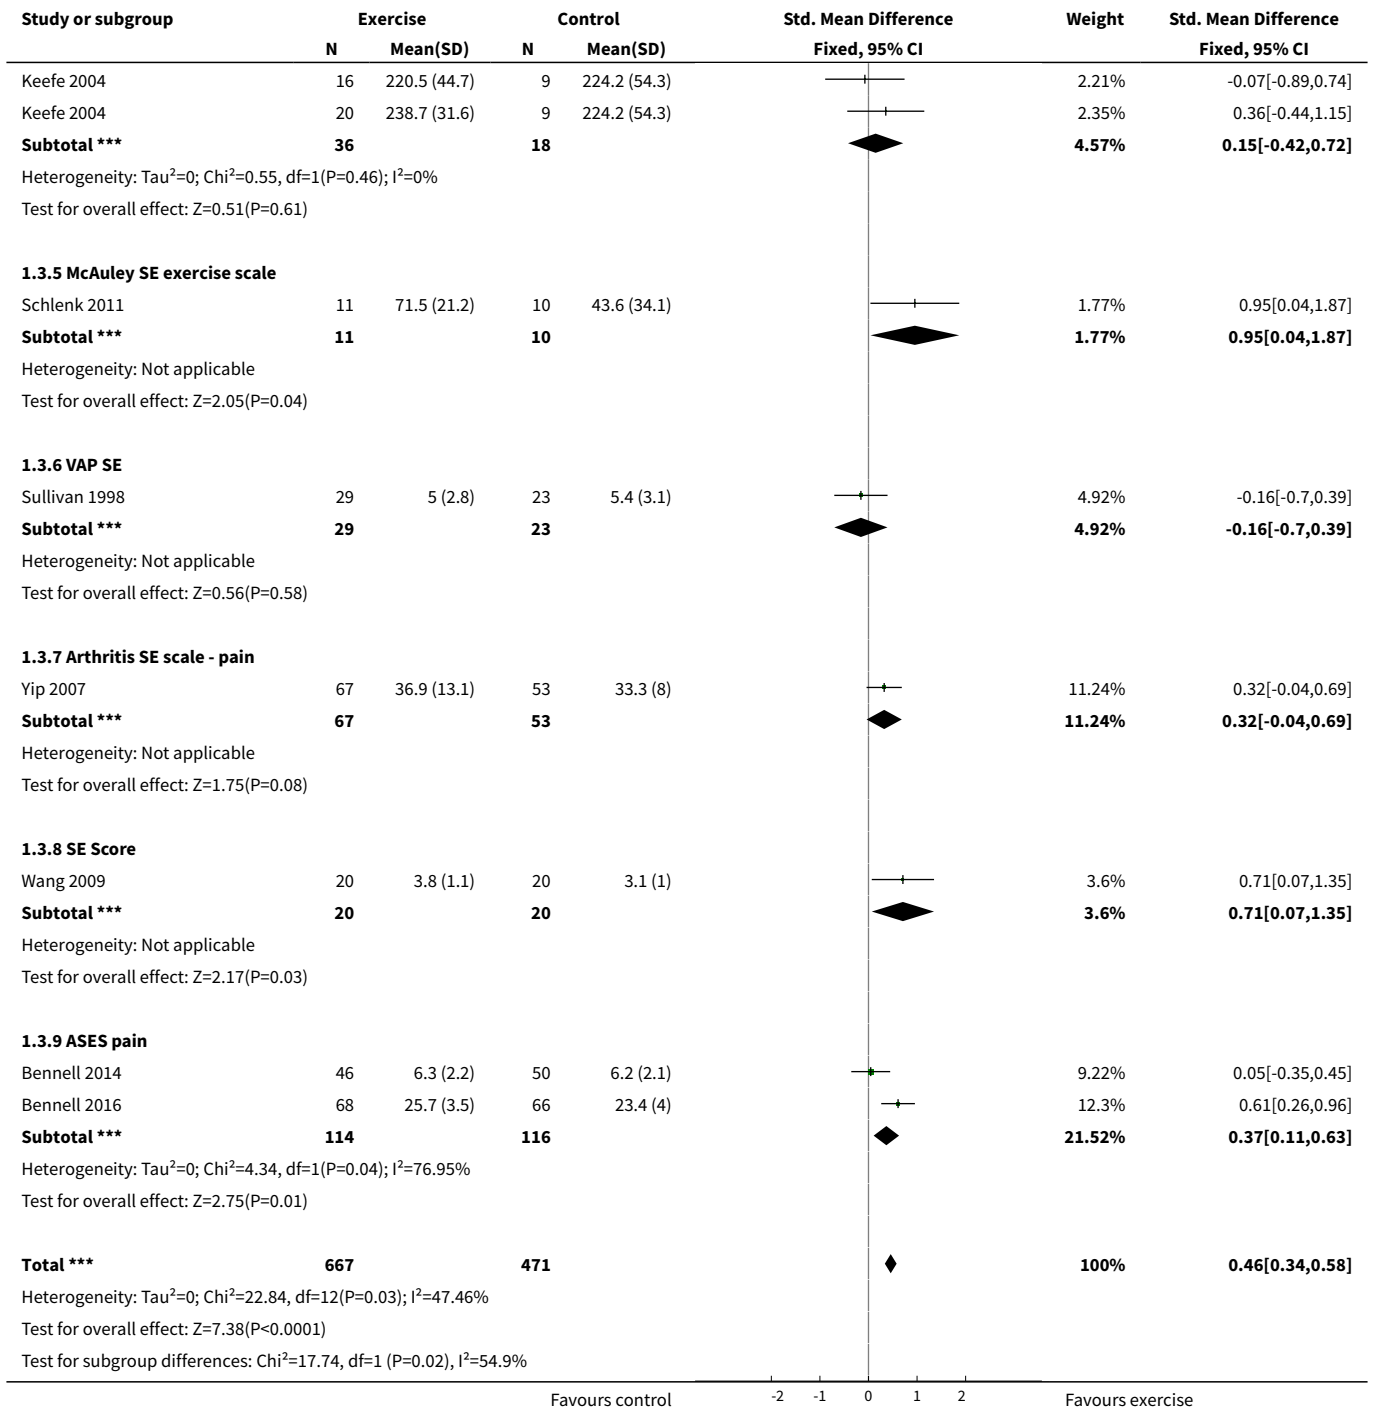 Study or subgroup Exercise Control Std. Mean Difference Weight Std. Mean Difference
N Mean(SD) N Mean(SD) Fixed, 95% CI Fixed, 95% CI
Keefe 2004 16 220.5 (44.7) 9 224.2 (54.3) 2.21% -0.07[-0.89,0.74]
Keefe 2004 20 238.7 (31.6) 9 224.2 (54.3) 2.35% 0.36[-0.44,1.15]
Subtotal *** 36 18 4.57% 0.15[-0.42,0.72]
Heterogeneity: Tau²=0; Chi²=0.55, df=1(P=0.46); I²=0%
Test for overall effect: Z=0.51(P=0.61)
1.3.5 McAuley SE exercise scale
Schlenk 2011 11 71.5 (21.2) 10 43.6 (34.1) 1.77% 0.95[0.04,1.87]
Subtotal *** 11 10 1.77% 0.95[0.04,1.87]
Heterogeneity: Not applicable
Test for overall effect: Z=2.05(P=0.04)
1.3.6 VAP SE
Sullivan 1998 29 5 (2.8) 23 5.4 (3.1) 4.92% -0.16[-0.7,0.39]
Subtotal *** 29 23 4.92% -0.16[-0.7,0.39]
Heterogeneity: Not applicable
Test for overall effect: Z=0.56(P=0.58)
1.3.7 Arthritis SE scale - pain
Yip 2007 67 36.9 (13.1) 53 33.3 (8) 11.24% 0.32[-0.04,0.69]
Subtotal *** 67 53 11.24% 0.32[-0.04,0.69]
Heterogeneity: Not applicable
Test for overall effect: Z=1.75(P=0.08)
1.3.8 SE Score
Wang 2009 20 3.8 (1.1) 20 3.1 (1) 3.6% 0.71[0.07,1.35]
Subtotal *** 20 20 3.6% 0.71[0.07,1.35]
Heterogeneity: Not applicable
Test for overall effect: Z=2.17(P=0.03)
1.3.9 ASES pain
Bennell 2014 46 6.3 (2.2) 50 6.2 (2.1) 9.22% 0.05[-0.35,0.45]
Bennell 2016 68 25.7 (3.5) 66 23.4 (4) 12.3% 0.61[0.26,0.96]
Subtotal *** 114 116 21.52% 0.37[0.11,0.63]
Heterogeneity: Tau²=0; Chi²=4.34, df=1(P=0.04); I²=76.95%
Test for overall effect: Z=2.75(P=0.01)
Total *** 667 471 100% 0.46[0.34,0.58]
Heterogeneity: Tau²=0; Chi²=22.84, df=12(P=0.03); I²=47.46%
Test for overall effect: Z=7.38(P<0.0001)
Test for subgroup differences: Chi²=17.74, df=1 (P=0.02), I²=54.9%
Favours control -2 -1 0 1 2 Favours exercise